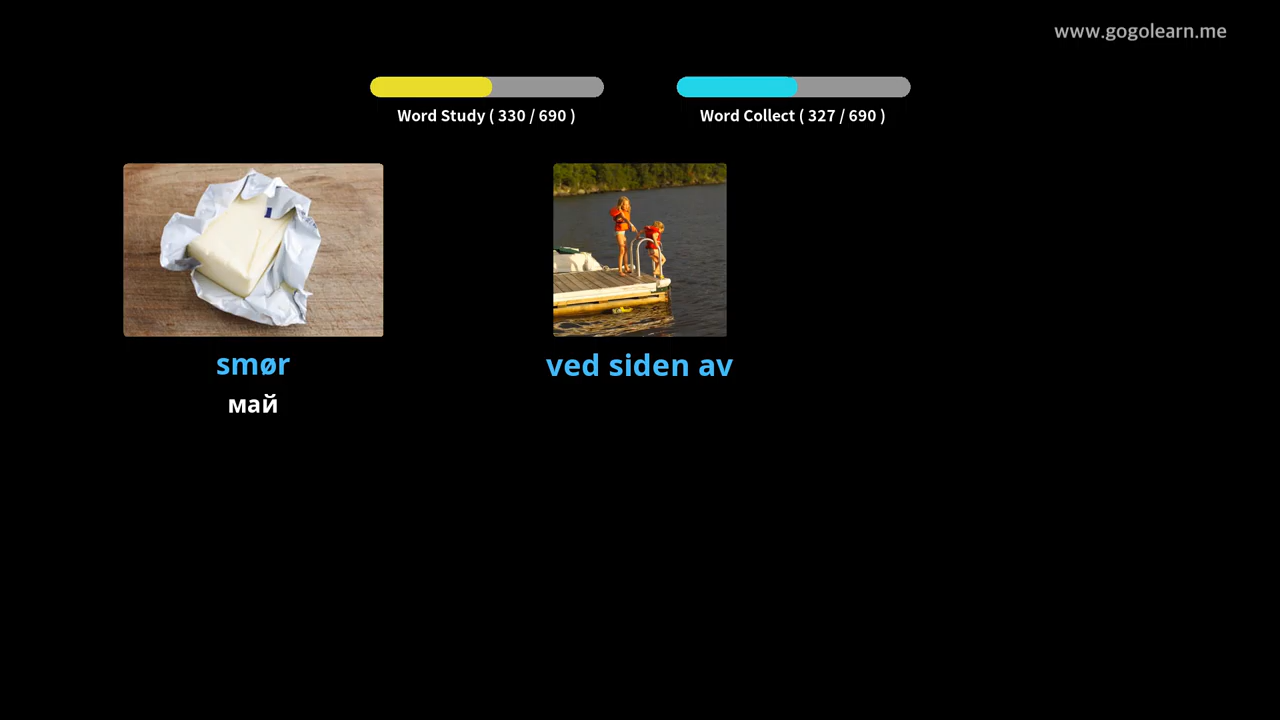 www.gogolearn.me
Word Study ( 330 / 690 )
Word Collect ( 327 / 690 )
smør
май
ved siden av